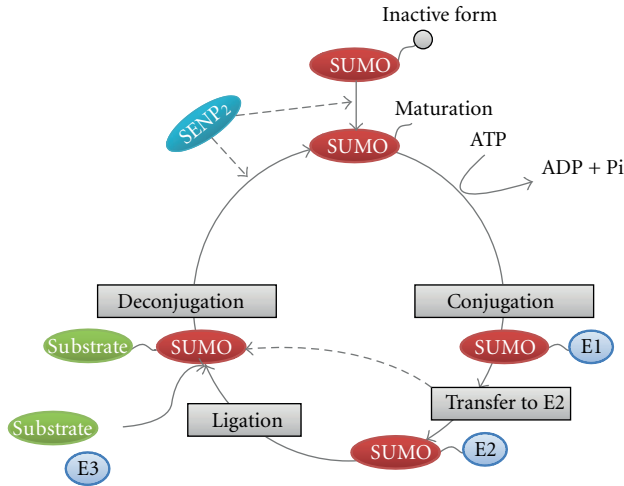 Inactive form
SUMO
SENP2
Maturation
SUMO
ATP
ADP + Pi
Deconjugation
Conjugation
Substrate
SUMO
SUMO
E1
Transfer to E2
Ligation
Substrate
SUMO
E2
E3